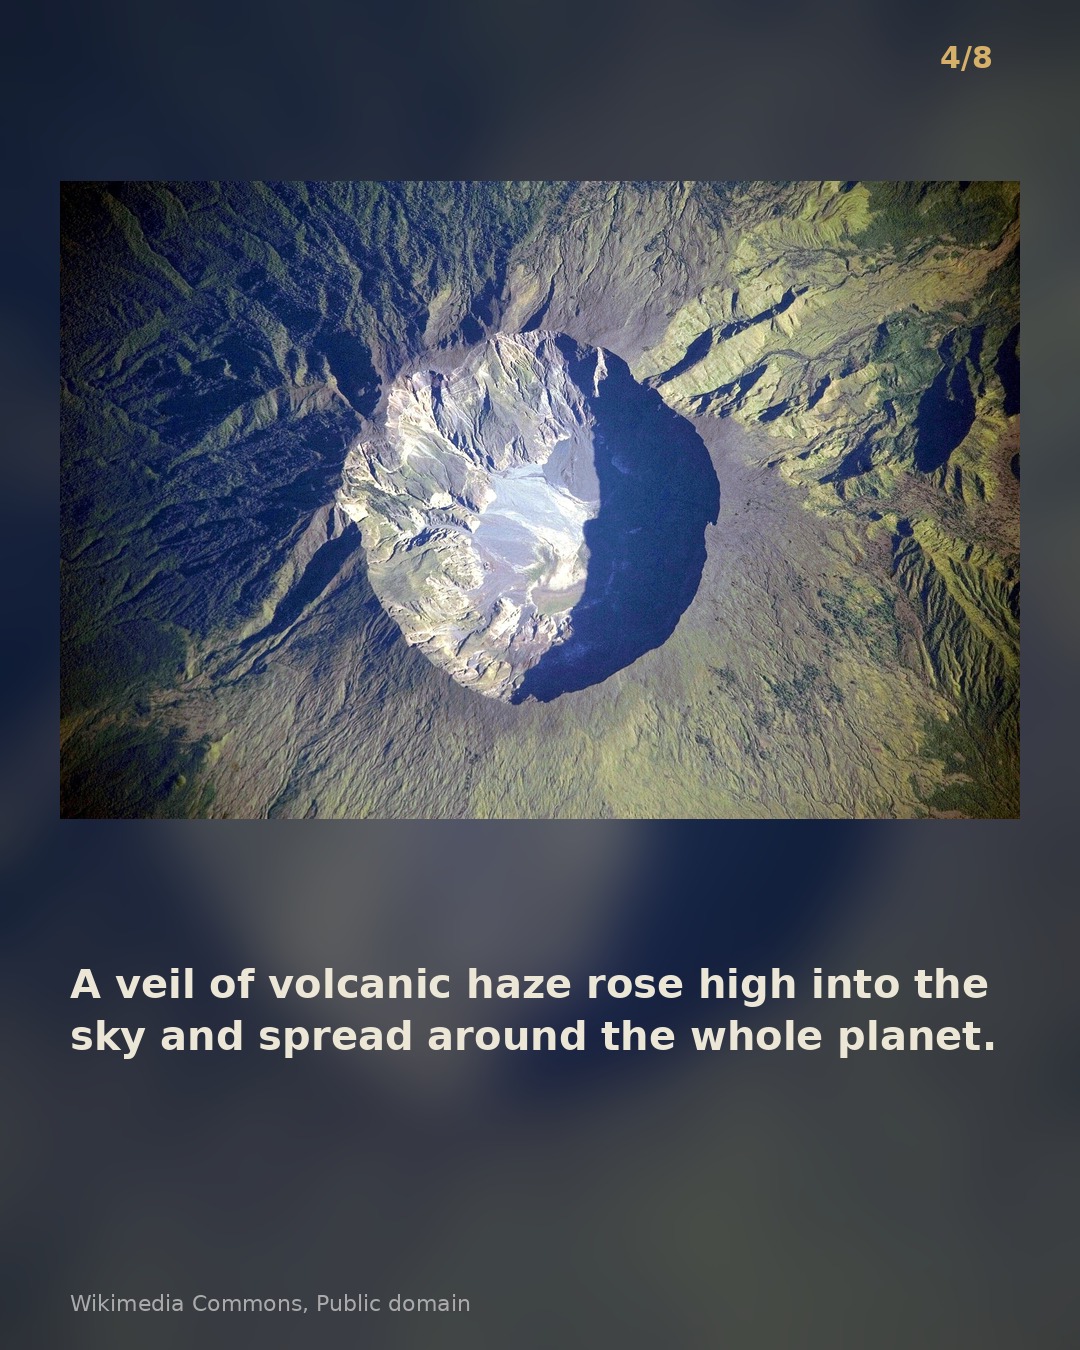 4/8
A veil of volcanic haze rose high into the
sky and spread around the whole planet.
Wikimedia Commons, Public domain